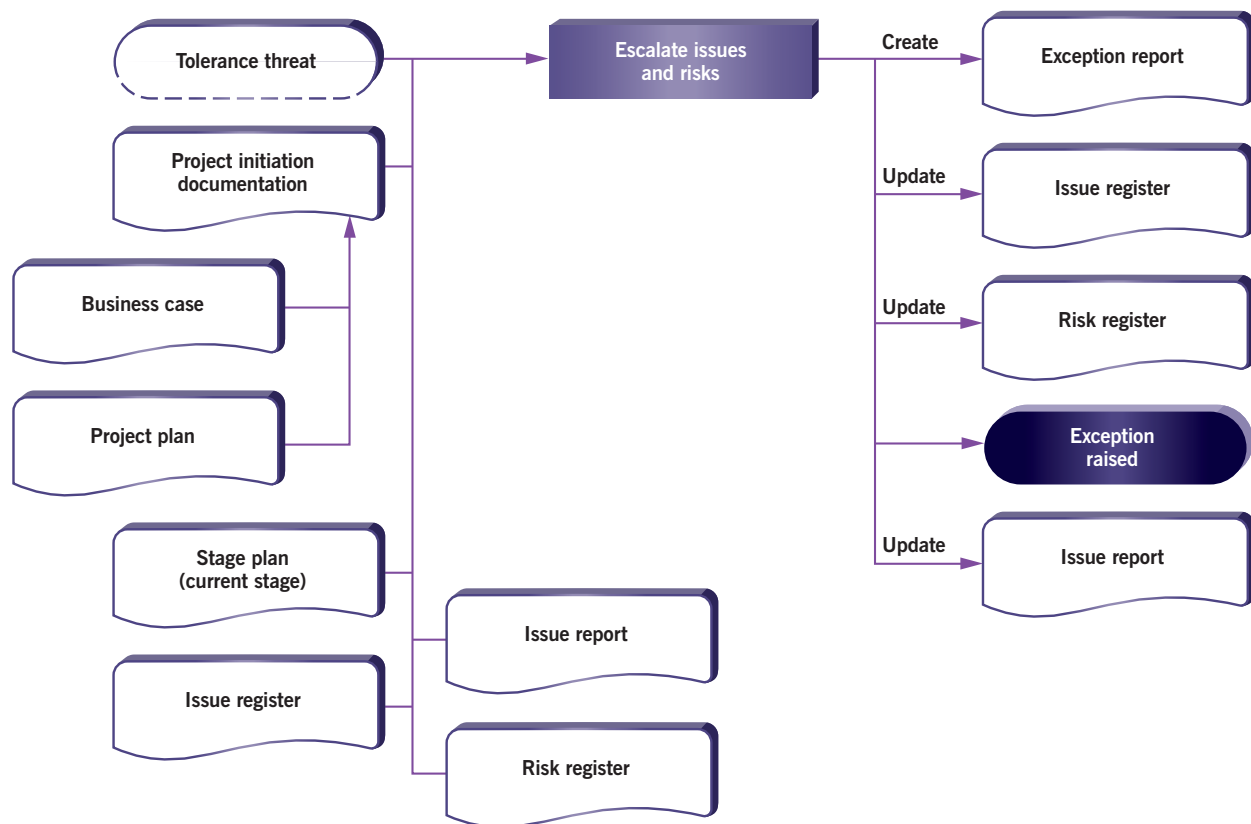 Tolerance threat
Escalate issues
and risks
Create
Exception report
Project initiation
documentation
Update
Issue register
Business case
Update
Risk register
Project plan
Exception
raised
Stage plan
(current stage)
Update
Issue report
Issue report
Issue register
Risk register